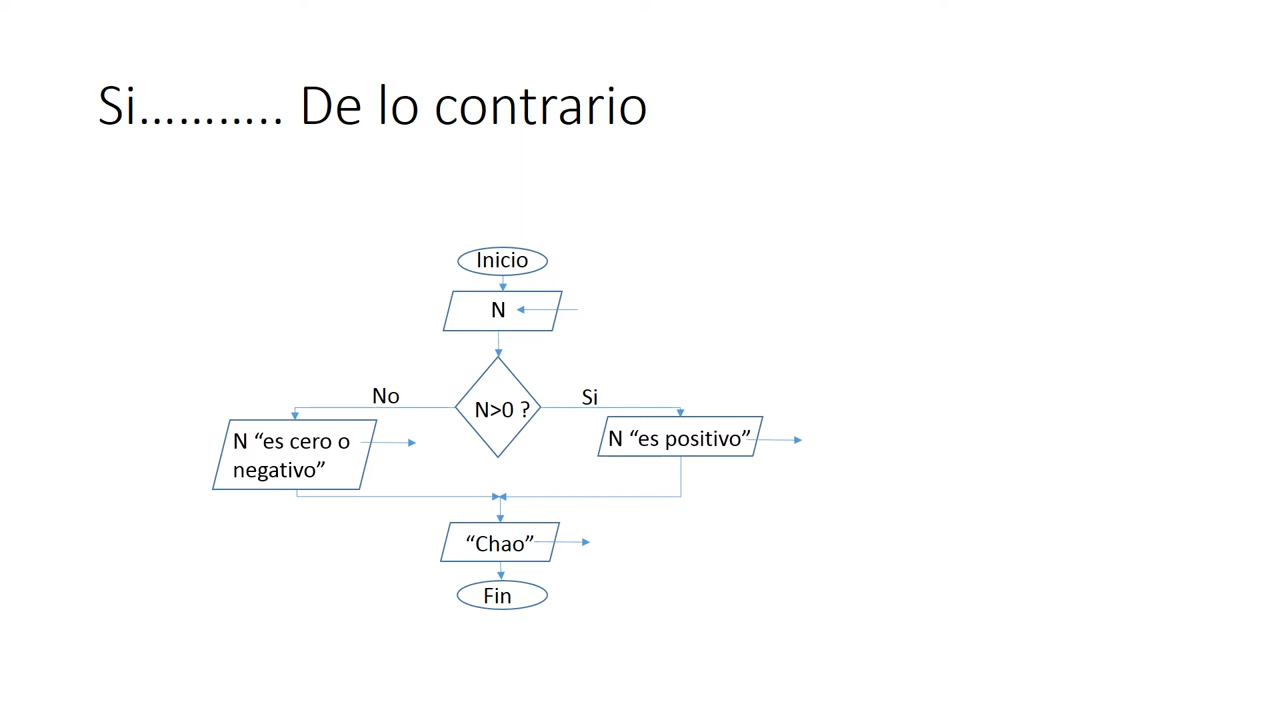 Si……….. De lo contrario
Inicio
N
N>0 ?
No
Si
N “es cero o
negativo”
N “es positivo”
“Chao”
Fin